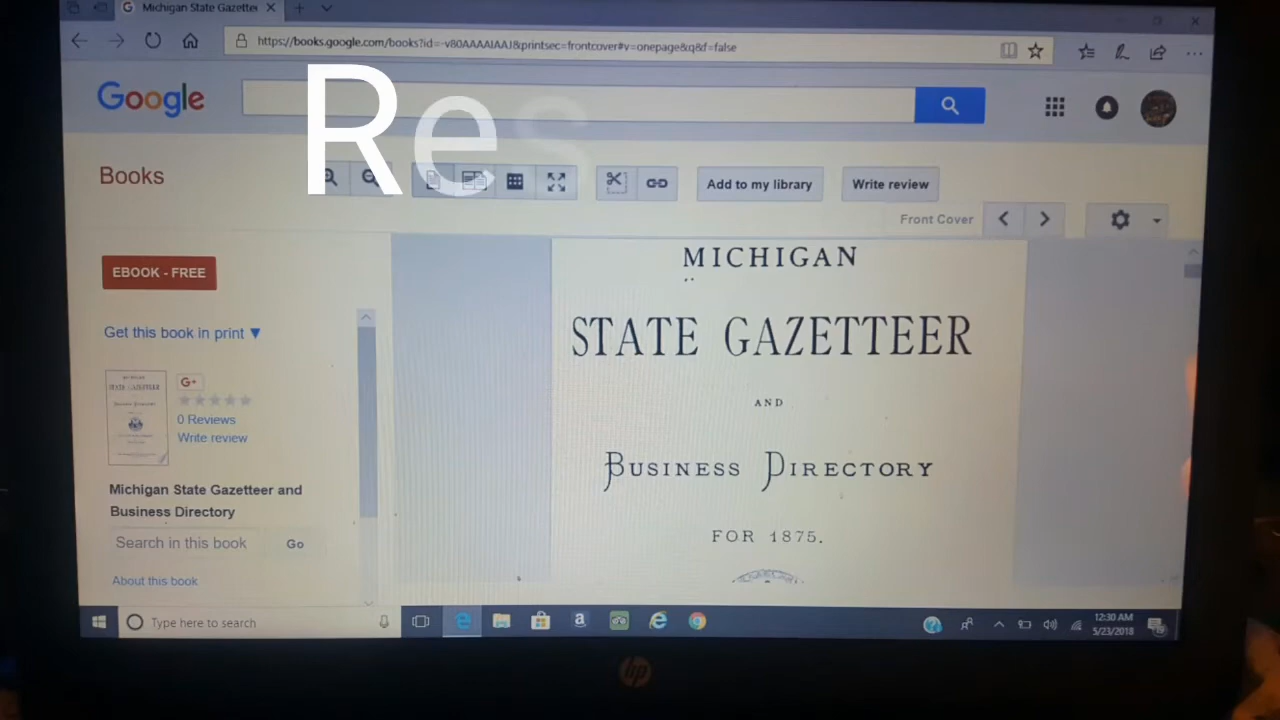 Michigan State Gazettee
https://books.google.com/books?id=-v80AAAAIAAJ&printsec=frontcover#v=onepage&q&f=false
Google
Res
Books
Add to my library
Write review
Front Cover
EBOOK - FREE
Get this book in print ▼
MICHIGAN
STATE GAZETTEER
AND
BUSINESS DIRECTORY
FOR 1875.
G+
0 Reviews
Write review
Michigan State Gazetteer and
Business Directory
Search in this book
Go
About this book
Type here to search
12:30 AM
5/23/2018
hp